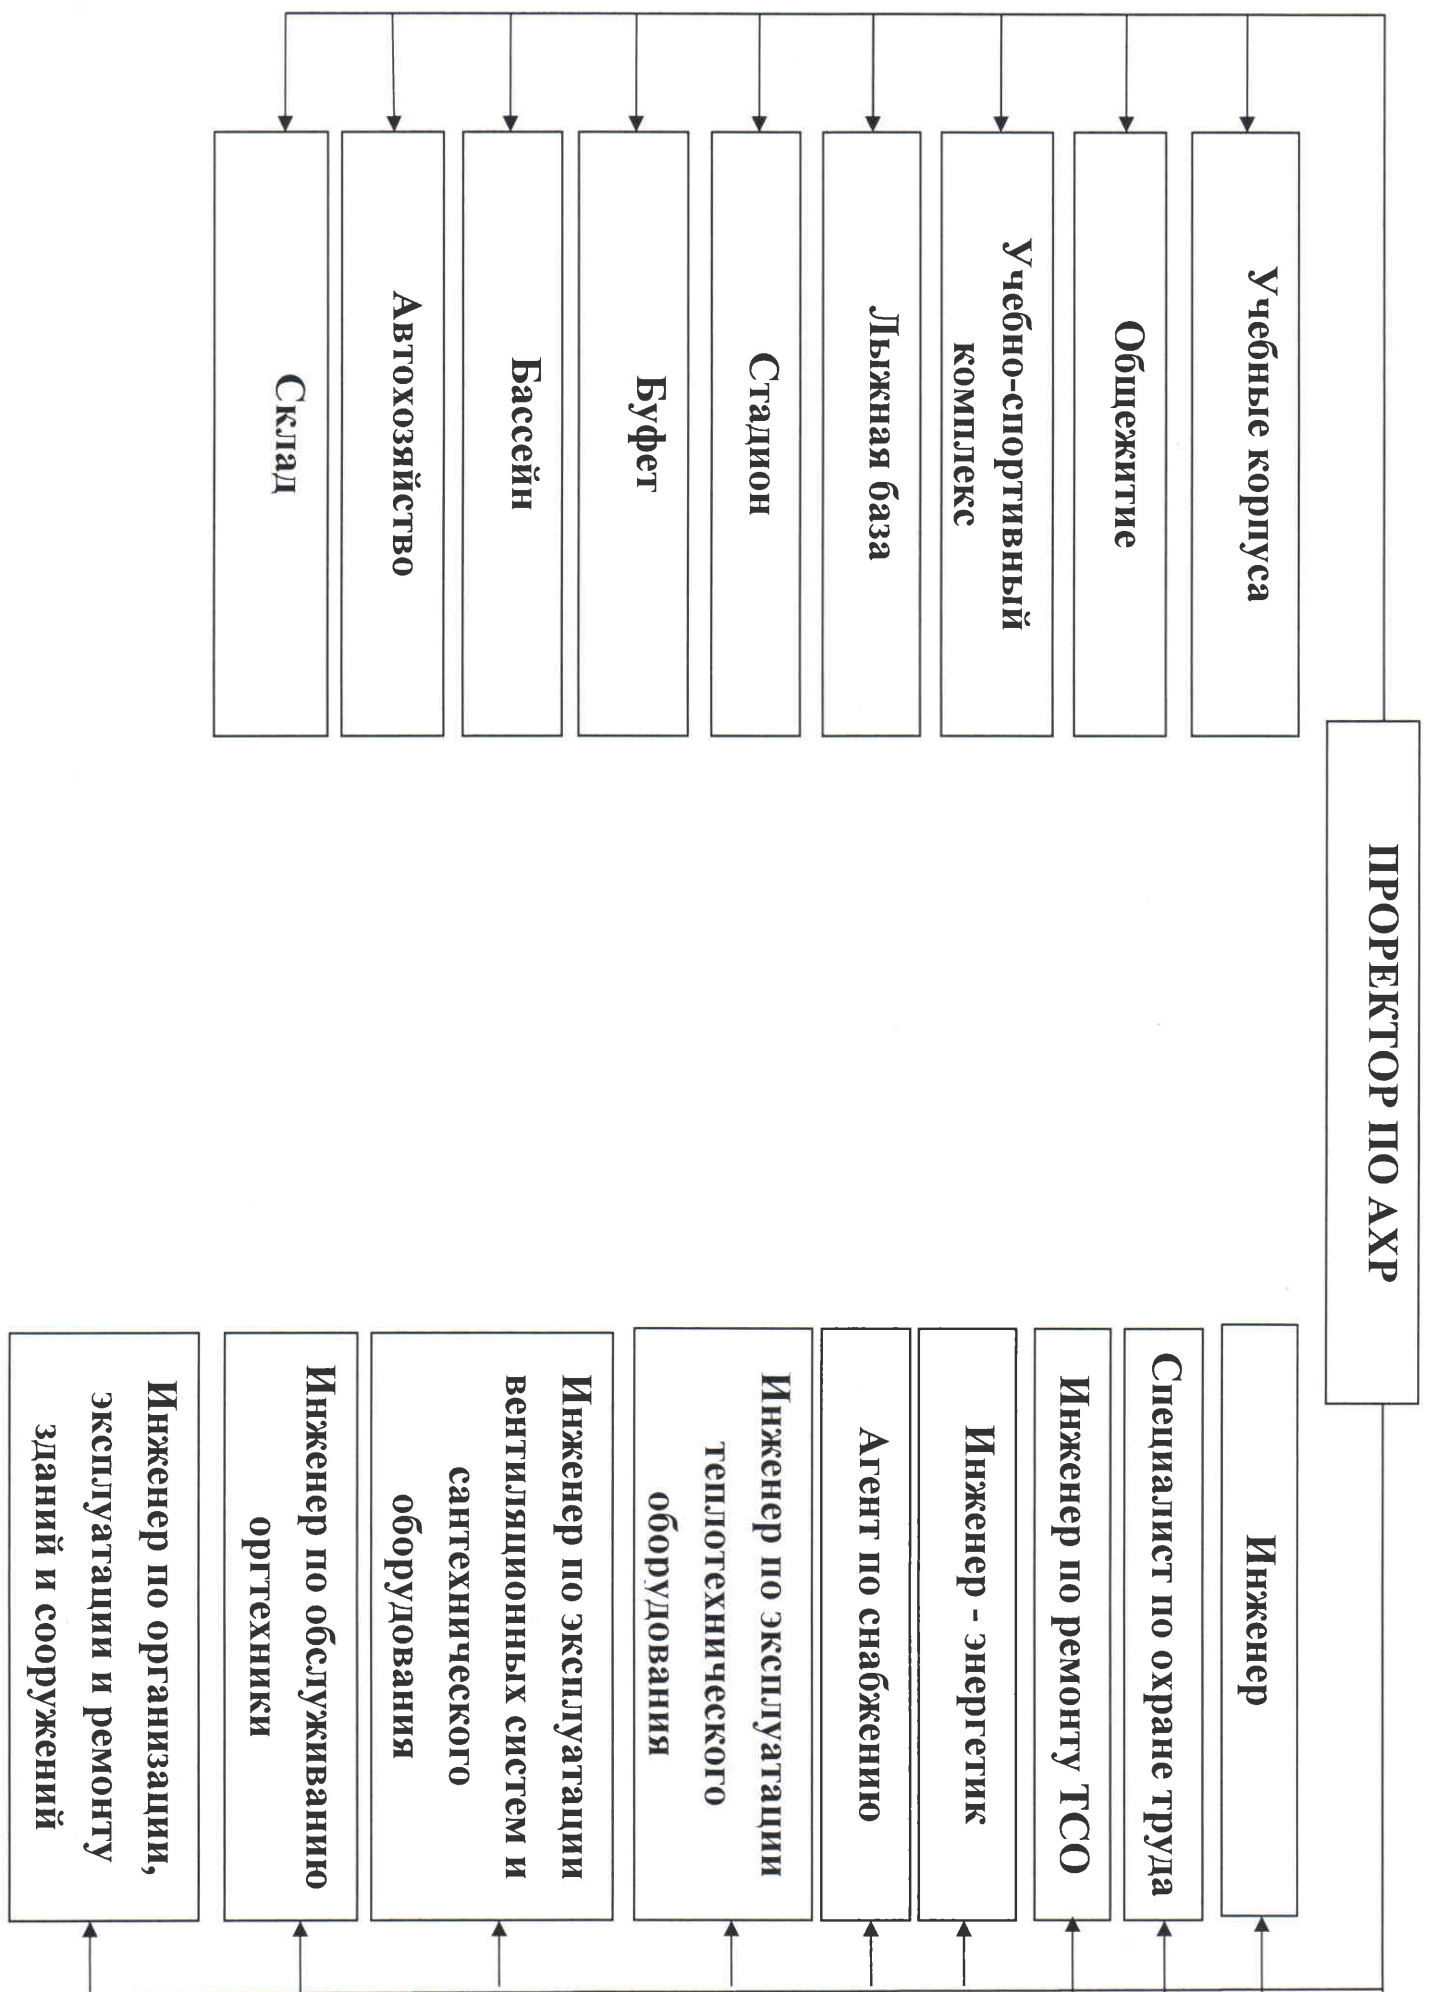 ПРОРЕКТОР ПО АХР
Учебные корпуса
Общежитие
Учебно-спортивный
комплекс
Лыжная база
Стадион
Буфет
Бассейн
Автохозяйство
Склад
Инженер
Специалист по охране труда
Инженер по ремонту ТСО
Инженер - энергетик
Агент по снабжению
Инженер по эксплуатации
теплотехнического
оборудования
Инженер по эксплуатации
вентиляционных систем и
сантехнического
оборудования
Инженер по обслуживанию
оргтехники
Инженер по организации,
эксплуатации и ремонту
зданий и сооружений